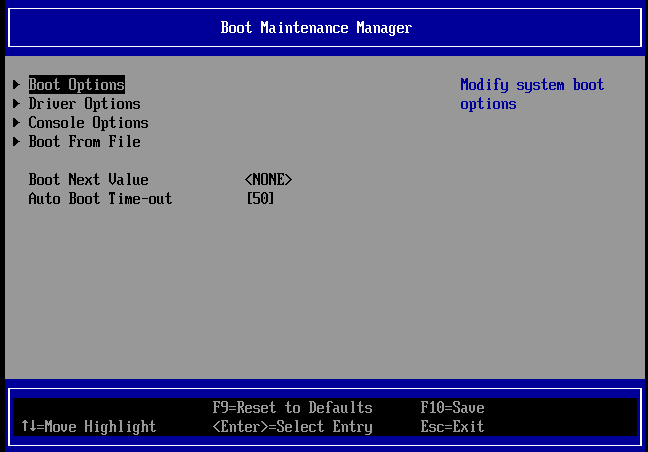 Boot Maintenance Manager
Boot Options
Modify system boot
Driver Options
options
Console Options
Boot From File
Boot Next Value <NONE>
Auto Boot Time-out [50]
F9=Reset to Defaults F10=Save
↑↓=Move Highlight <Enter>=Select Entry Esc=Exit